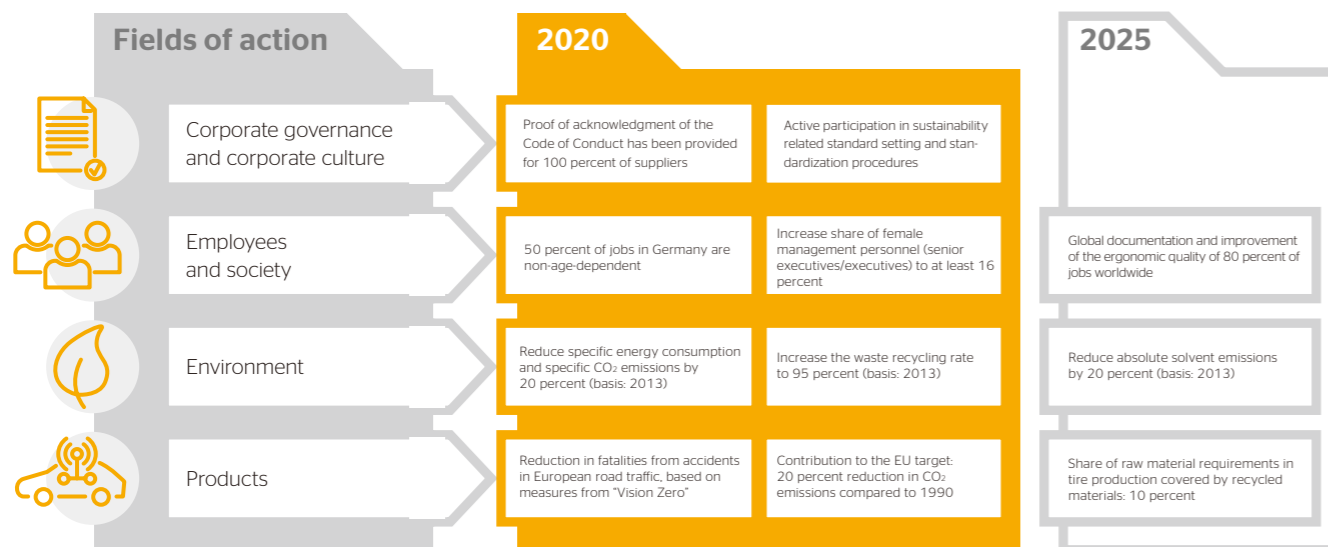 Fields of action
2020
2025
Corporate governance
and corporate culture
Proof of acknowledgment of the
Code of Conduct has been provided
for 100 percent of suppliers
Active participation in sustainability
related standard setting and stan-
dardization procedures
Employees
and society
50 percent of jobs in Germany are
non-age-dependent
Increase share of female
management personnel (senior
executives/executives) to at least 16
percent
Global documentation and improvement
of the ergonomic quality of 80 percent of
jobs worldwide
Environment
Reduce specific energy consumption
and specific CO₂ emissions by
20 percent (basis: 2013)
Increase the waste recycling rate
to 95 percent (basis: 2013)
Reduce absolute solvent emissions
by 20 percent (basis: 2013)
Products
Reduction in fatalities from accidents
in European road traffic, based on
measures from “Vision Zero”
Contribution to the EU target:
20 percent reduction in CO₂
emissions compared to 1990
Share of raw material requirements in
tire production covered by recycled
materials: 10 percent